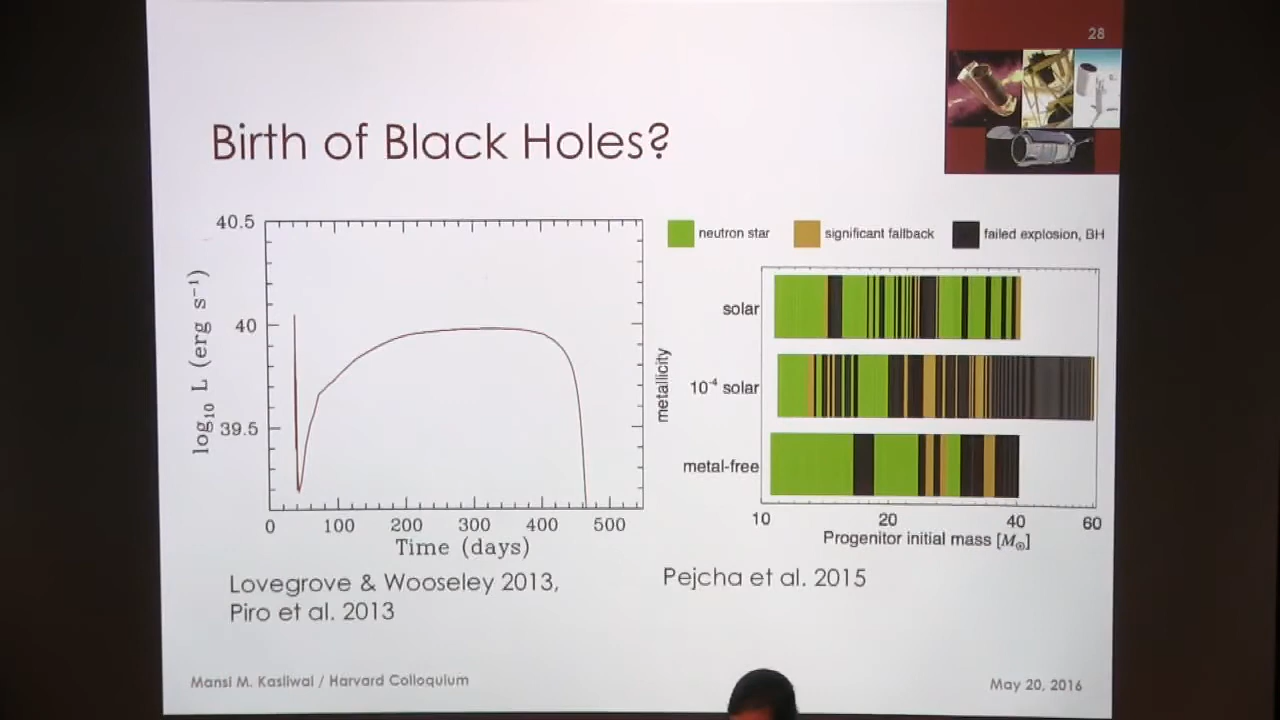 28
Birth of Black Holes?
40.5
40
39.5
log₁₀ L (erg s⁻¹)
0 100 200 300 400 500
Time (days)
Lovegrove & Wooseley 2013,
Piro et al. 2013
neutron star significant fallback failed explosion, BH
solar
10⁻⁴ solar
metal-free
metallicity
10 20 40 60
Progenitor initial mass [M☉]
Pejcha et al. 2015
Mansi M. Kasliwal / Harvard Colloquium
May 20, 2016